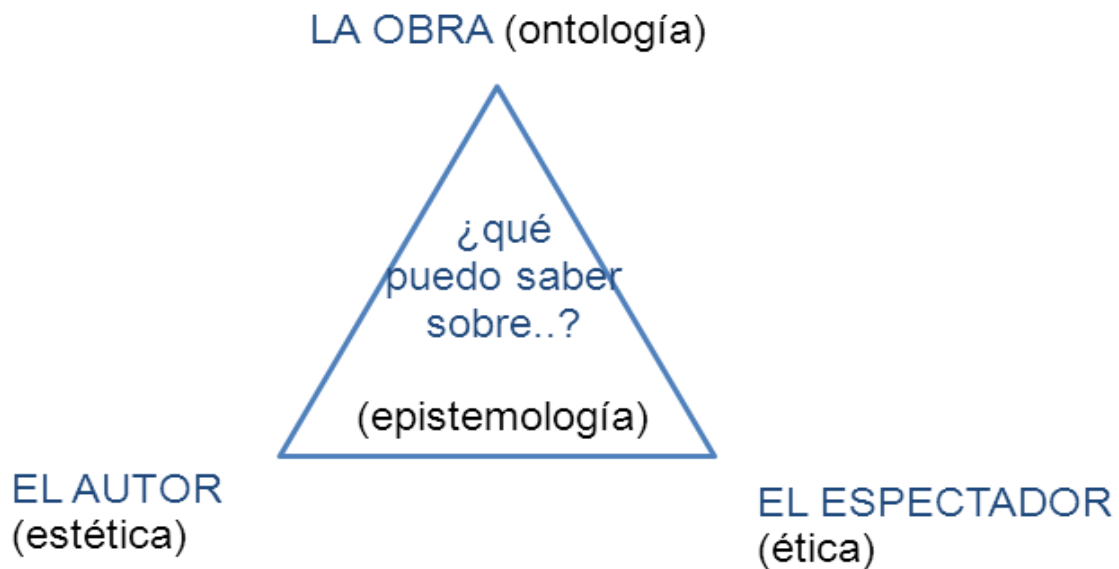 LA OBRA (ontología)
¿qué
puedo saber
sobre..?
(epistemología)
EL AUTOR
(estética)
EL ESPECTADOR
(ética)